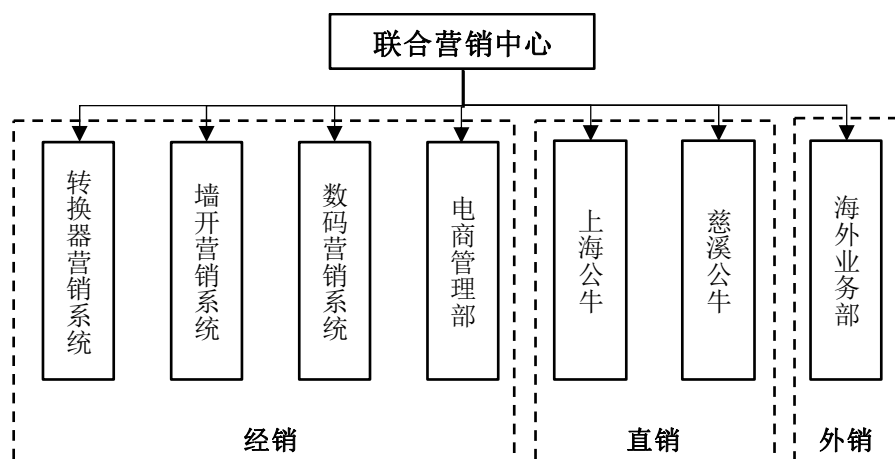 联合营销中心
转换器营销系统
墙开营销系统
数码营销系统
电商管理部
上海公牛
慈溪公牛
海外业务部
经销
直销
外销